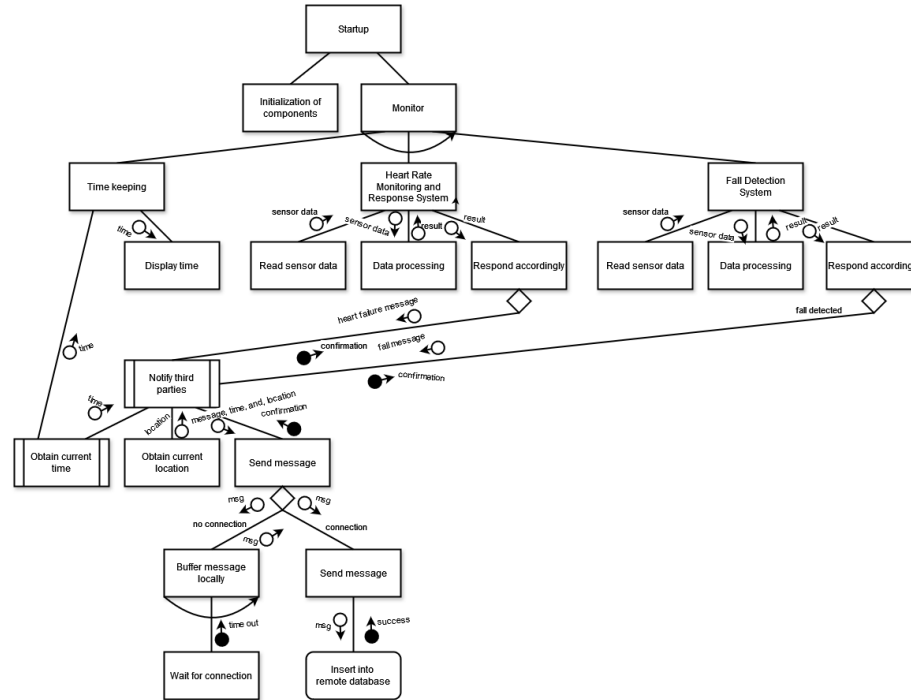 Startup
Initialization of
components
Monitor
Time keeping
Heart Rate
Monitoring and
Response System
Fall Detection
System
time
sensor data
sensor data
result
result
sensor data
sensor data
result
result
Display time
Read sensor data
Data processing
Respond accordingly
Read sensor data
Data processing
Respond accordingly
heart failure message
fall detected
time
confirmation
fall message
confirmation
Notify third
parties
time
location
message, time, and, location
confirmation
Obtain current
time
Obtain current
location
Send message
msg
msg
no connection
connection
msg
Buffer message
locally
Send message
time out
msg
success
Wait for connection
Insert into
remote database